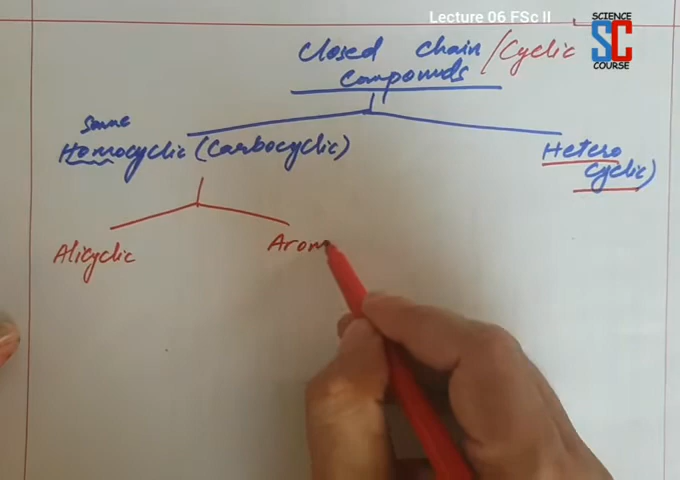 Lecture 06 FSc II
SCIENCE
SC
COURSE
Closed chain / Cyclic
Compounds
Same
Homocyclic (Carbocyclic)
Hetero
Cyclic)
Alicyclic
Arom